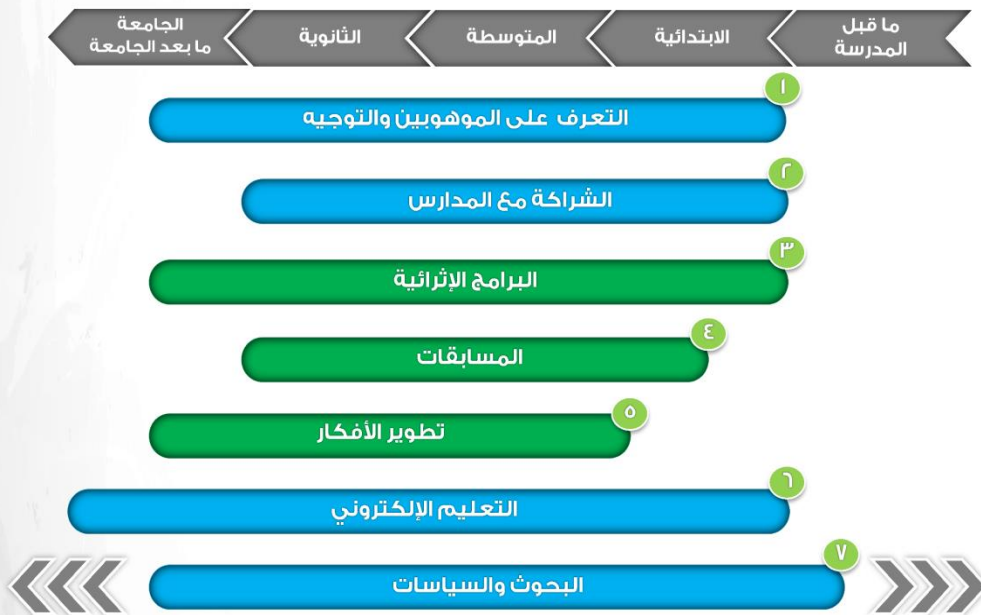 ما قبل
المدرسة
الابتدائية
المتوسطة
الثانوية
الجامعة
ما بعد الجامعة
١
التعرف على الموهوبين والتوجيه
٢
الشراكة مع المدارس
٣
البرامج الإثرائية
٤
المسابقات
٥
تطوير الأفكار
٦
التعليم الإلكتروني
٧
البحوث والسياسات